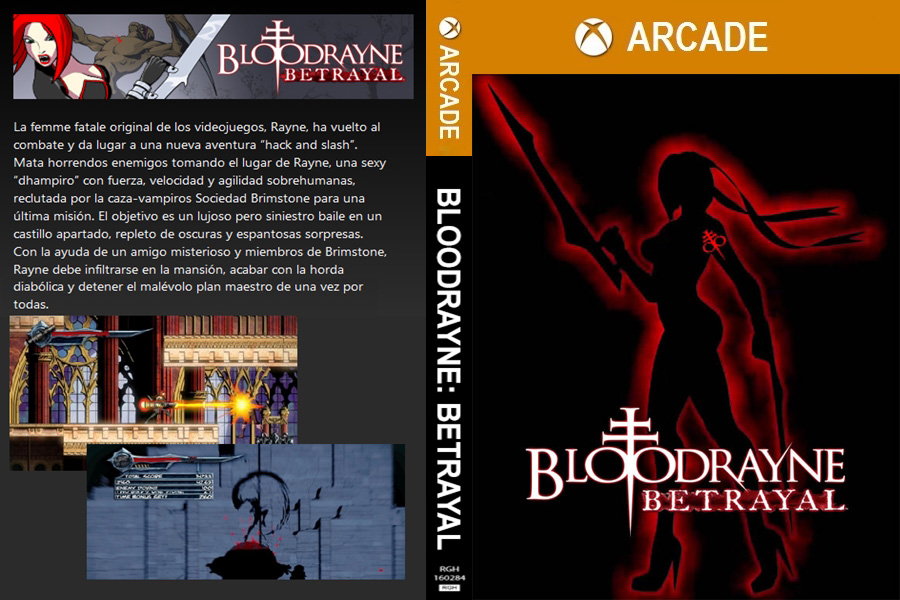 BLOODRAYNE
BETRAYAL
La femme fatale original de los videojuegos, Rayne, ha vuelto al
combate y da lugar a una nueva aventura “hack and slash”.
Mata horrendos enemigos tomando el lugar de Rayne, una sexy
“dhampiro” con fuerza, velocidad y agilidad sobrehumanas,
reclutada por la caza-vampiros Sociedad Brimstone para una
última misión. El objetivo es un lujoso pero siniestro baile en un
castillo apartado, repleto de oscuras y espantosas sorpresas.
Con la ayuda de un amigo misterioso y miembros de Brimstone,
Rayne debe infiltrarse en la mansión, acabar con la horda
diabólica y detener el malévolo plan maestro de una vez por
todas.
TOTAL SCORE
ARCADE
BLOODRAYNE: BETRAYAL
RGH
160284
RGH
ARCADE
BLOODRAYNE
BETRAYAL